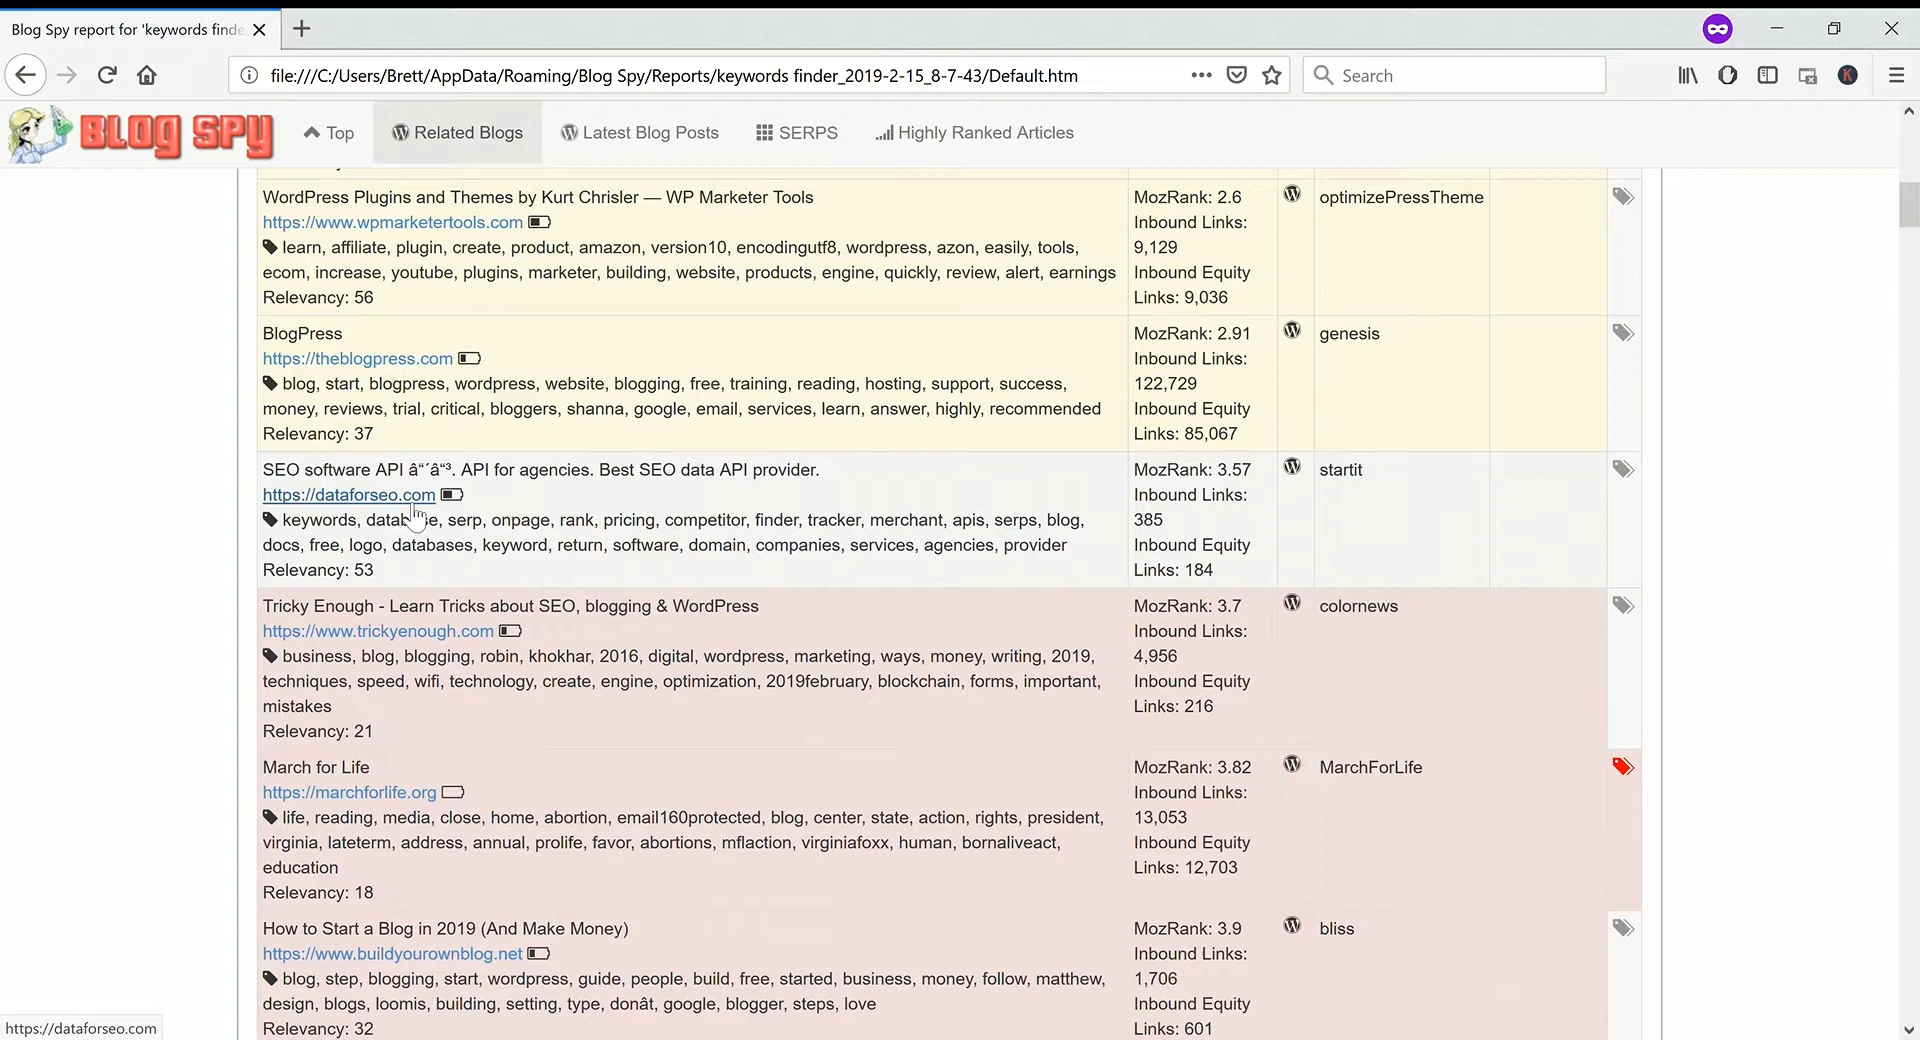 Blog Spy report for 'keywords finde
file:///C:/Users/Brett/AppData/Roaming/Blog Spy/Reports/keywords finder_2019-2-15_8-7-43/Default.htm
Search
K
BLOG SPY
Top
Related Blogs
Latest Blog Posts
SERPS
Highly Ranked Articles
WordPress Plugins and Themes by Kurt Chrisler — WP Marketer Tools
https://www.wpmarketertools.com
learn, affiliate, plugin, create, product, amazon, version10, encodingutf8, wordpress, azon, easily, tools,
ecom, increase, youtube, plugins, marketer, building, website, products, engine, quickly, review, alert, earnings
Relevancy: 56
MozRank: 2.6
Inbound Links:
9,129
Inbound Equity
Links: 9,036
optimizePressTheme
BlogPress
https://theblogpress.com
blog, start, blogpress, wordpress, website, blogging, free, training, reading, hosting, support, success,
money, reviews, trial, critical, bloggers, shanna, google, email, services, learn, answer, highly, recommended
Relevancy: 37
MozRank: 2.91
Inbound Links:
122,729
Inbound Equity
Links: 85,067
genesis
SEO software API â“´â“³. API for agencies. Best SEO data API provider.
https://dataforseo.com
keywords, database, serp, onpage, rank, pricing, competitor, finder, tracker, merchant, apis, serps, blog,
docs, free, logo, databases, keyword, return, software, domain, companies, services, agencies, provider
Relevancy: 53
MozRank: 3.57
Inbound Links:
385
Inbound Equity
Links: 184
startit
Tricky Enough - Learn Tricks about SEO, blogging & WordPress
https://www.trickyenough.com
business, blog, blogging, robin, khokhar, 2016, digital, wordpress, marketing, ways, money, writing, 2019,
techniques, speed, wifi, technology, create, engine, optimization, 2019february, blockchain, forms, important,
mistakes
Relevancy: 21
MozRank: 3.7
Inbound Links:
4,956
Inbound Equity
Links: 216
colornews
March for Life
https://marchforlife.org
life, reading, media, close, home, abortion, email160protected, blog, center, state, action, rights, president,
virginia, lateterm, address, annual, prolife, favor, abortions, mflaction, virginiafoxx, human, bornaliveact,
education
Relevancy: 18
MozRank: 3.82
Inbound Links:
13,053
Inbound Equity
Links: 12,703
MarchForLife
How to Start a Blog in 2019 (And Make Money)
https://www.buildyourownblog.net
blog, step, blogging, start, wordpress, guide, people, build, free, started, business, money, follow, matthew,
design, blogs, loomis, building, setting, type, donât, google, blogger, steps, love
Relevancy: 32
MozRank: 3.9
Inbound Links:
1,706
Inbound Equity
Links: 601
bliss
https://dataforseo.com